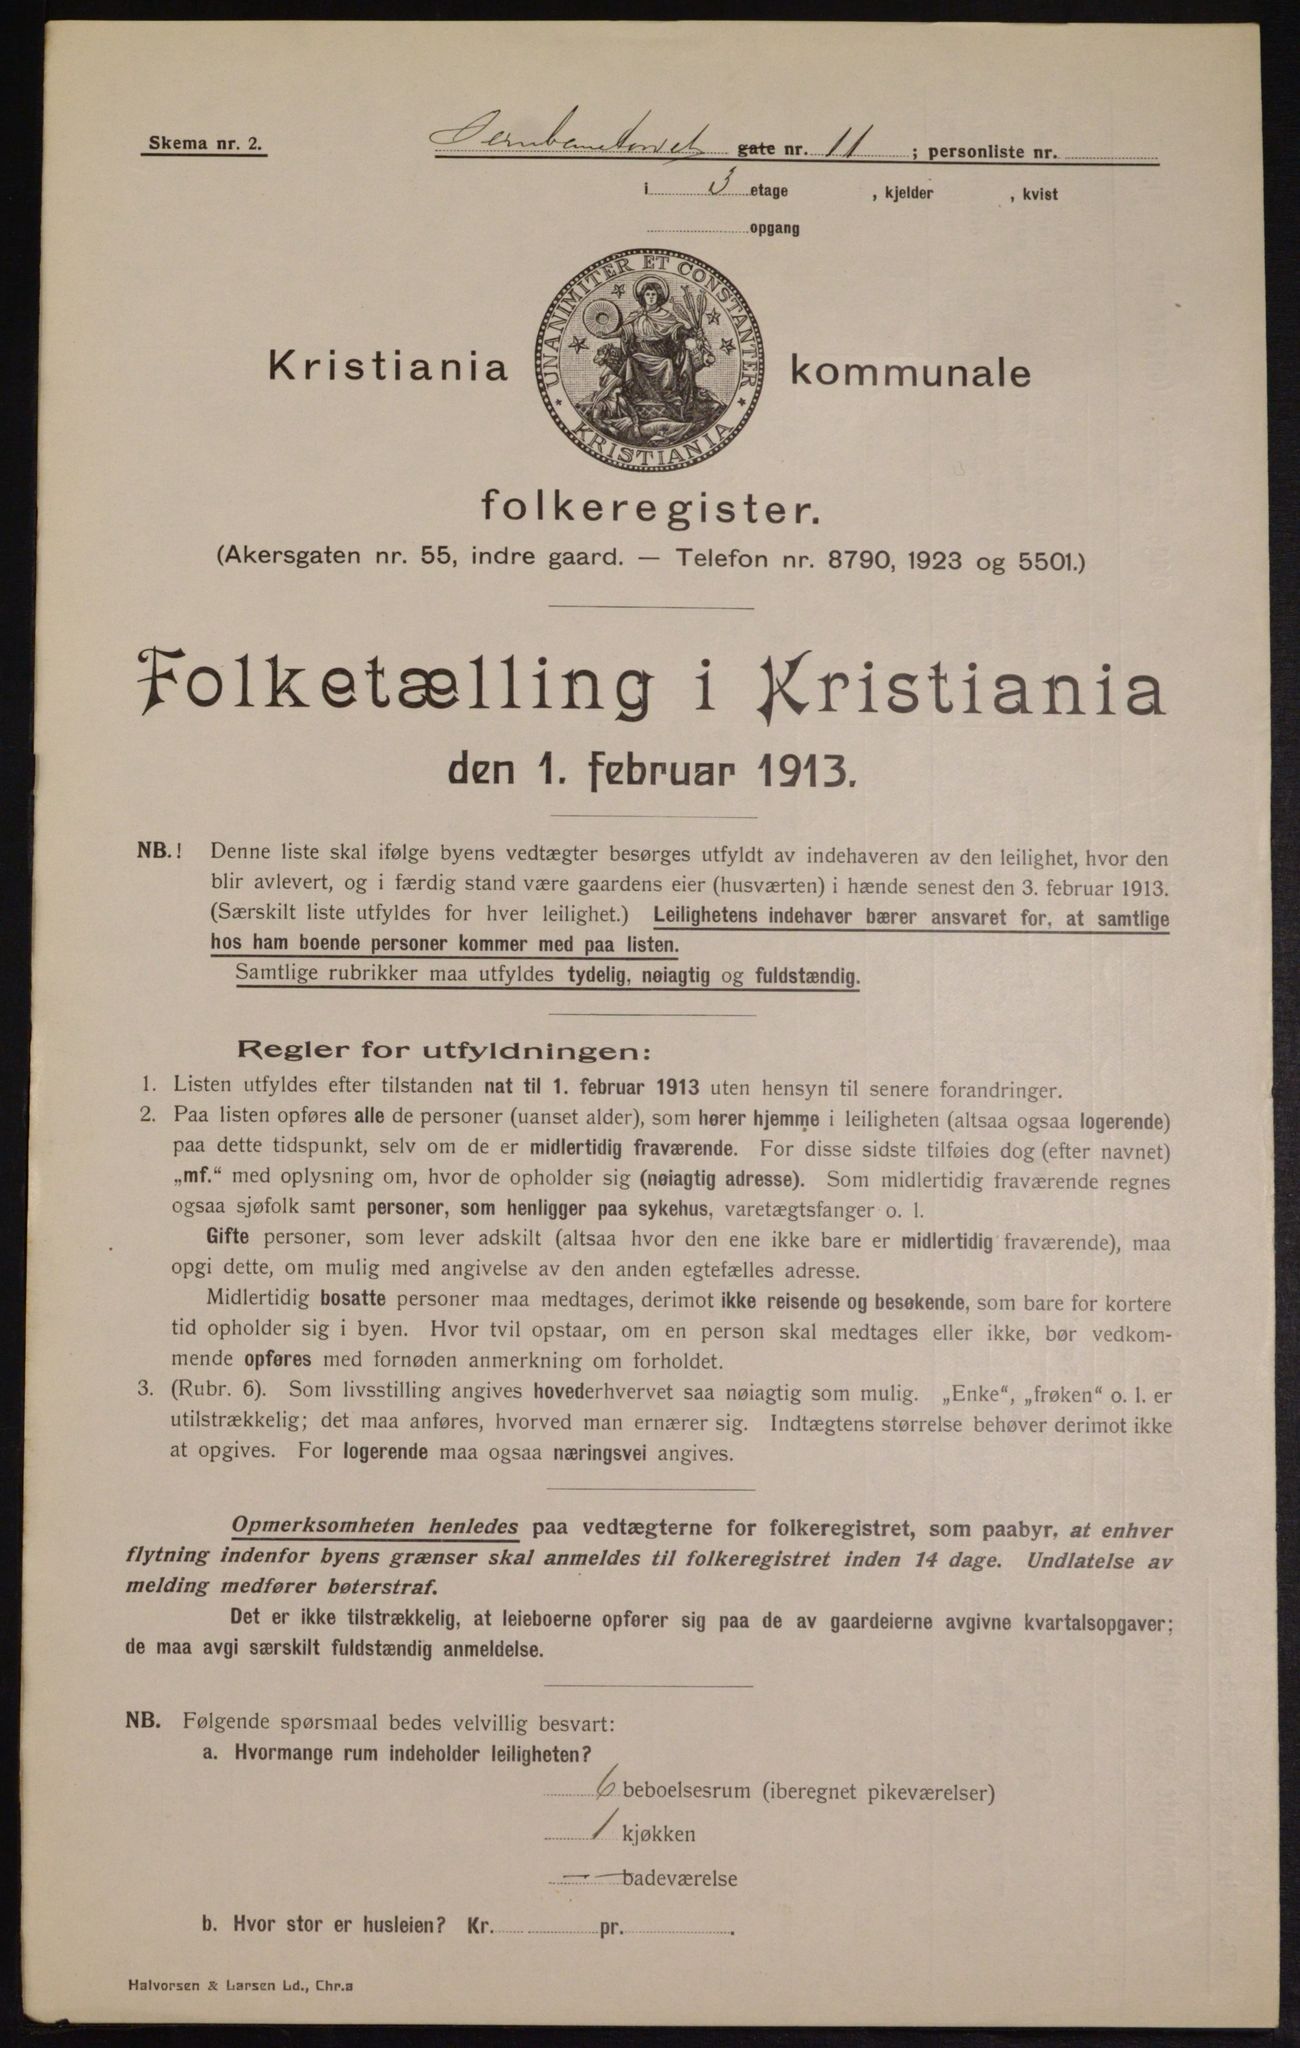 Skema nr. 2.
Jernbanetorvet gate nr. 11 ; personliste nr.
i 3 etage , kjelder , kvist
opgang
UNANIMITER ET CONSTANTER
KRISTIANIA
Kristiania kommunale
folkeregister.
(Akersgaten nr. 55, indre gaard. — Telefon nr. 8790, 1923 og 5501.)
Folketælling i Kristiania
den 1. februar 1913.
NB.! Denne liste skal ifølge byens vedtægter besørges utfyldt av indehaveren av den leilighet, hvor den
blir avlevert, og i færdig stand være gaardens eier (husværten) i hænde senest den 3. februar 1913.
(Særskilt liste utfyldes for hver leilighet.) Leilighetens indehaver bærer ansvaret for, at samtlige
hos ham boende personer kommer med paa listen.
Samtlige rubrikker maa utfyldes tydelig, nøiagtig og fuldstændig.
Regler for utfyldningen:
1. Listen utfyldes efter tilstanden nat til 1. februar 1913 uten hensyn til senere forandringer.
2. Paa listen opføres alle de personer (uanset alder), som hører hjemme i leiligheten (altsaa ogsaa logerende)
paa dette tidspunkt, selv om de er midlertidig fraværende. For disse sidste tilføies dog (efter navnet)
„mf.“ med oplysning om, hvor de opholder sig (nøiagtig adresse). Som midlertidig fraværende regnes
ogsaa sjøfolk samt personer, som henligger paa sykehus, varetægtsfanger o. l.
Gifte personer, som lever adskilt (altsaa hvor den ene ikke bare er midlertidig fraværende), maa
opgi dette, om mulig med angivelse av den anden egtefælles adresse.
Midlertidig bosatte personer maa medtages, derimot ikke reisende og besøkende, som bare for kortere
tid opholder sig i byen. Hvor tvil opstaar, om en person skal medtages eller ikke, bør vedkom-
mende opføres med fornøden anmerkning om forholdet.
3. (Rubr. 6). Som livsstilling angives hovederhvervet saa nøiagtig som mulig. „Enke“, „frøken“ o. l. er
utilstrækkelig; det maa anføres, hvorved man ernærer sig. Indtægtens størrelse behøver derimot ikke
at opgives. For logerende maa ogsaa næringsvei angives.
Opmerksomheten henledes paa vedtægterne for folkeregistret, som paabyr, at enhver
flytning indenfor byens grænser skal anmeldes til folkeregistret inden 14 dage. Undlatelse av
melding medfører bøterstraf.
Det er ikke tilstrækkelig, at leieboerne opfører sig paa de av gaardeierne avgivne kvartalsopgaver;
de maa avgi særskilt fuldstændig anmeldelse.
NB. Følgende spørsmaal bedes velvillig besvart:
a. Hvormange rum indeholder leiligheten?
6 beboelsesrum (iberegnet pikeværelser)
1 kjøkken
— badeværelse
b. Hvor stor er husleien? Kr. pr. .
Halvorsen & Larsen Ld., Chr.a